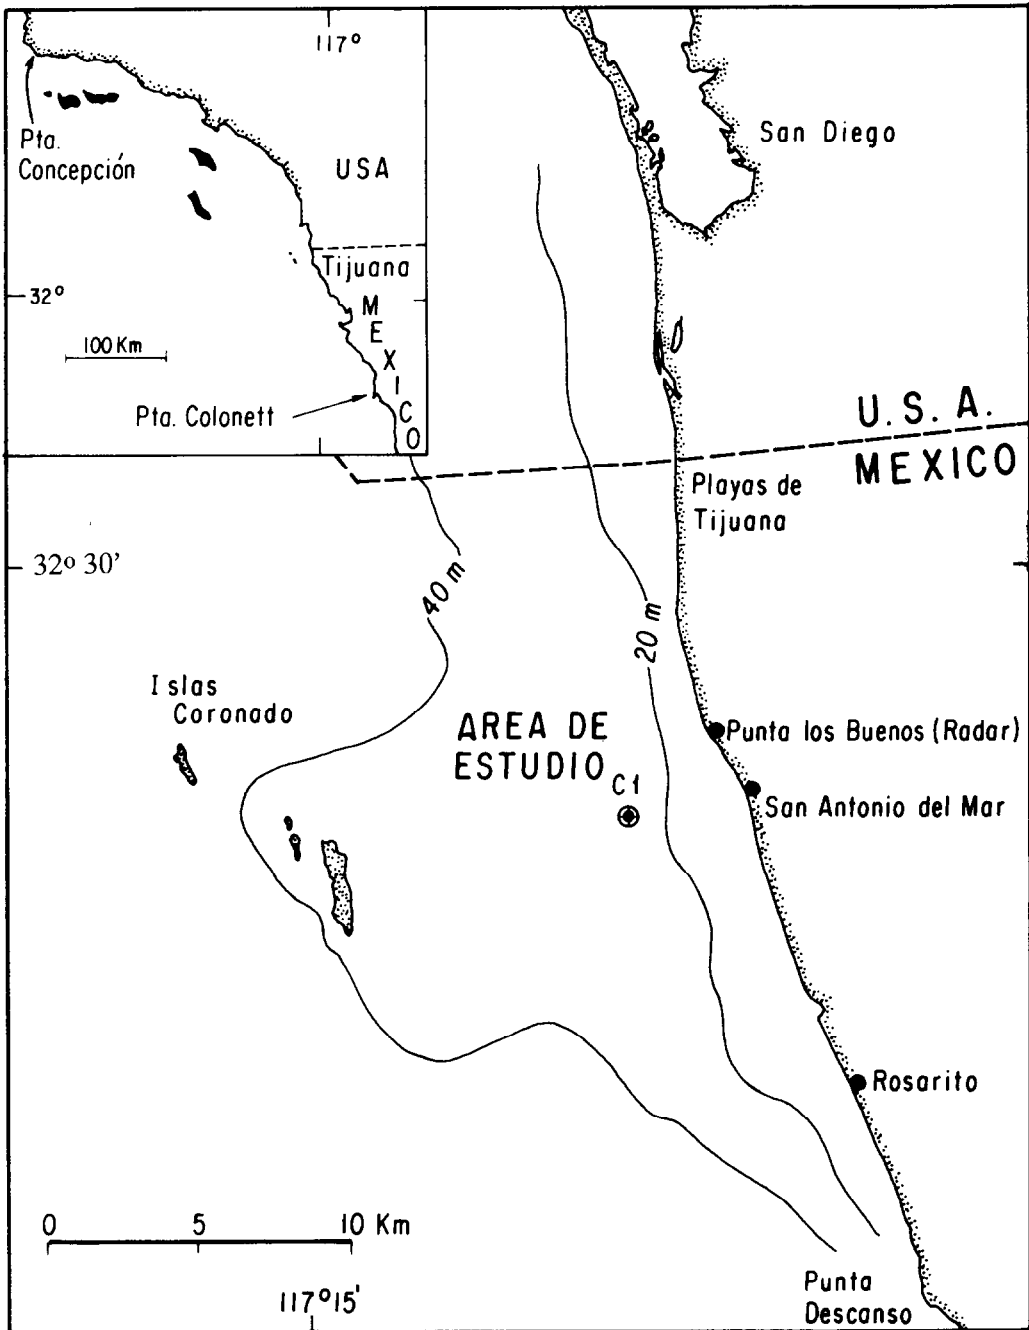 117°
Pta.
Concepción
USA
Tijuana
32°
MEXICO
100 Km
Pta. Colonett
San Diego
U. S. A.
MEXICO
Playas de
Tijuana
32° 30'
40 m
20 m
Islas
Coronado
AREA DE
ESTUDIO
C1
Punta los Buenos (Radar)
San Antonio del Mar
Rosarito
0 5 10 Km
117° 15'
Punta
Descanso